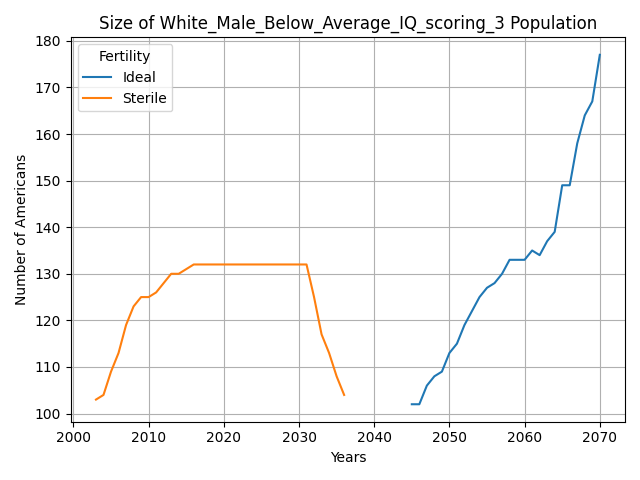 Size of White_Male_Below_Average_IQ_scoring_3 Population
Fertility
Ideal
Sterile
Number of Americans
180
170
160
150
140
130
120
110
100
2000 2010 2020 2030 2040 2050 2060 2070
Years